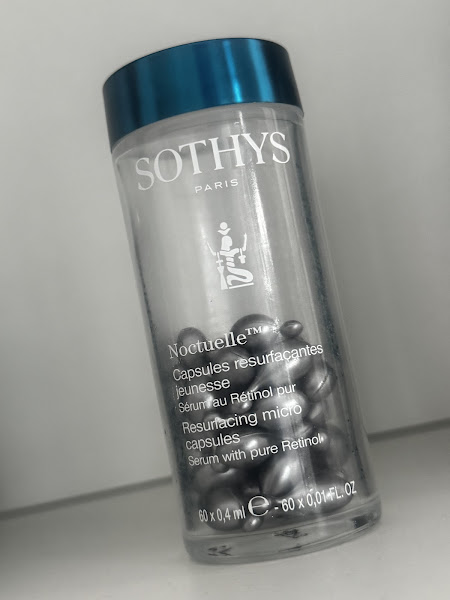 SOTHYS
PARIS
Noctuelle™
Capsules resurfaçantes
jeunesse
Sérum au Rétinol pur
Resurfacing micro
capsules
Serum with pure Retinol
60 x 0,4 ml ℮ - 60 x 0,01 FL. OZ